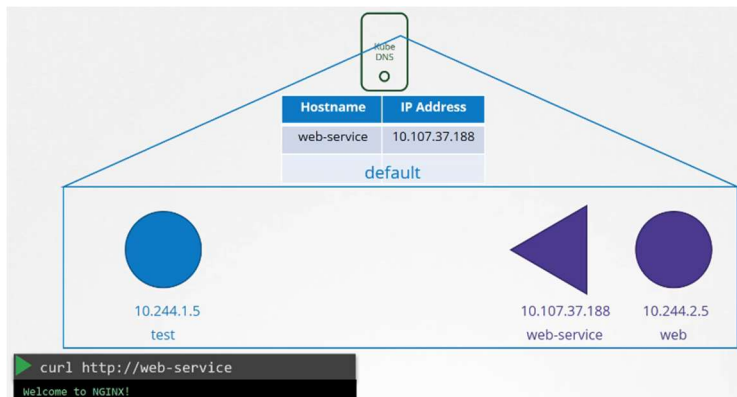 Kube
DNS
Hostname IP Address
web-service 10.107.37.188
default
10.244.1.5 10.107.37.188 10.244.2.5
test web-service web
curl http://web-service
Welcome to NGINX!